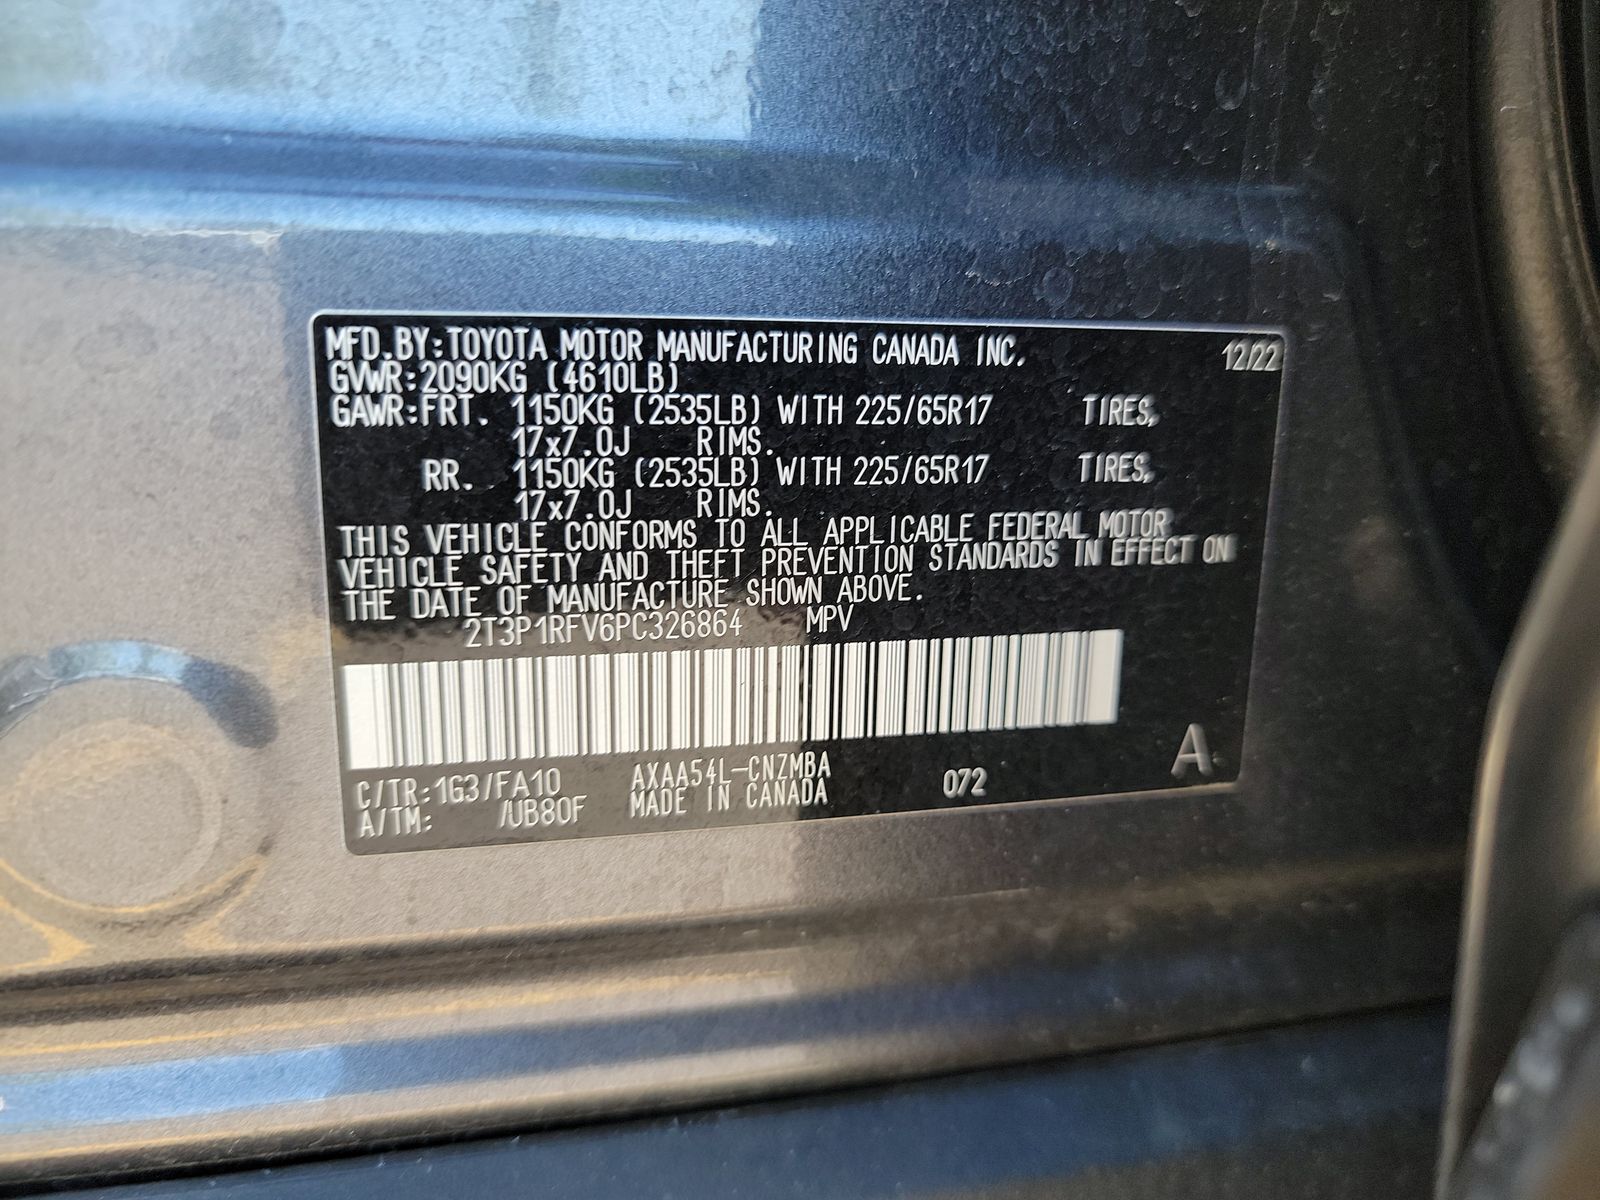 MFD.BY:TOYOTA MOTOR MANUFACTURING CANADA INC. 12/22
GVWR:2090KG (4610LB)
GAWR:FRT. 1150KG (2535LB) WITH 225/65R17 TIRES,
17x7.0J RIMS.
RR. 1150KG (2535LB) WITH 225/65R17 TIRES,
17x7.0J RIMS.
THIS VEHICLE CONFORMS TO ALL APPLICABLE FEDERAL MOTOR
VEHICLE SAFETY AND THEFT PREVENTION STANDARDS IN EFFECT ON
THE DATE OF MANUFACTURE SHOWN ABOVE.
2T3P1RFV6PC326864 MPV
C/TR:1G3/FA10 AXAA54L-CNZMBA 072 A
A/TM: /UB80F MADE IN CANADA